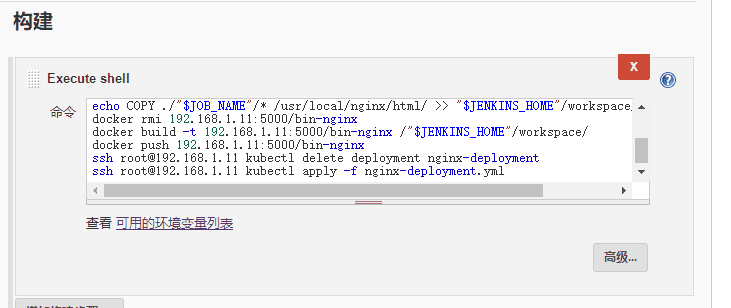 构建
X
Execute shell
命令
echo COPY ./"$JOB_NAME"/* /usr/local/nginx/html/ >> "$JENKINS_HOME"/workspace
docker rmi 192.168.1.11:5000/bin-nginx
docker build -t 192.168.1.11:5000/bin-nginx /"$JENKINS_HOME"/workspace/
docker push 192.168.1.11:5000/bin-nginx
ssh root@192.168.1.11 kubectl delete deployment nginx-deployment
ssh root@192.168.1.11 kubectl apply -f nginx-deployment.yml
查看 可用的环境变量列表
高级...